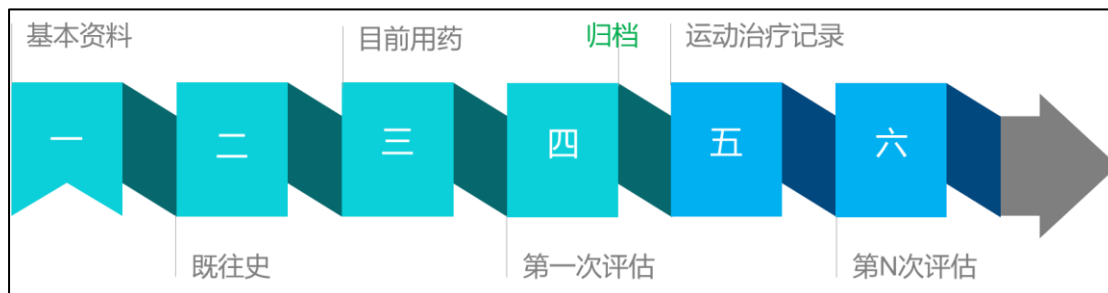 基本资料
目前用药
归档
运动治疗记录
一
二
三
四
五
六
既往史
第一次评估
第N次评估